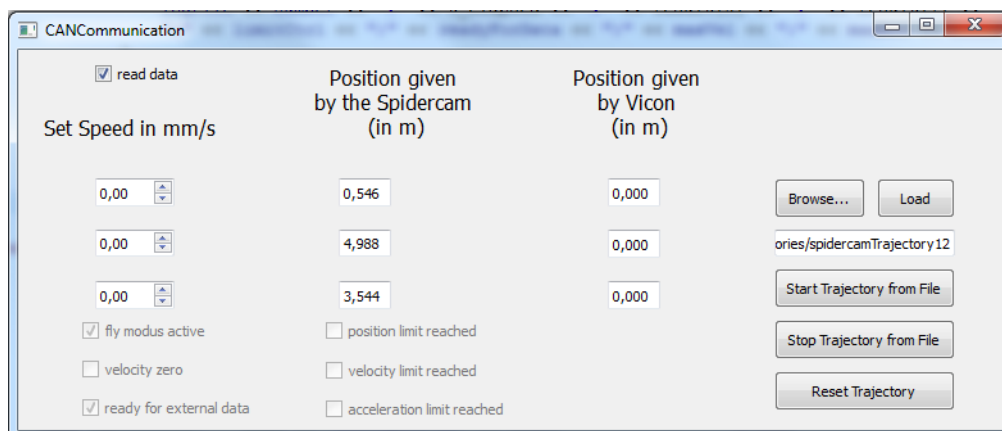 CANCommunication
read data
Set Speed in mm/s
Position given
by the Spidercam
(in m)
Position given
by Vicon
(in m)
0,00
0,546
0,000
Browse...
Load
0,00
4,988
0,000
ories/spidercamTrajectory12
0,00
3,544
0,000
Start Trajectory from File
fly modus active
position limit reached
Stop Trajectory from File
velocity zero
velocity limit reached
Reset Trajectory
ready for external data
acceleration limit reached